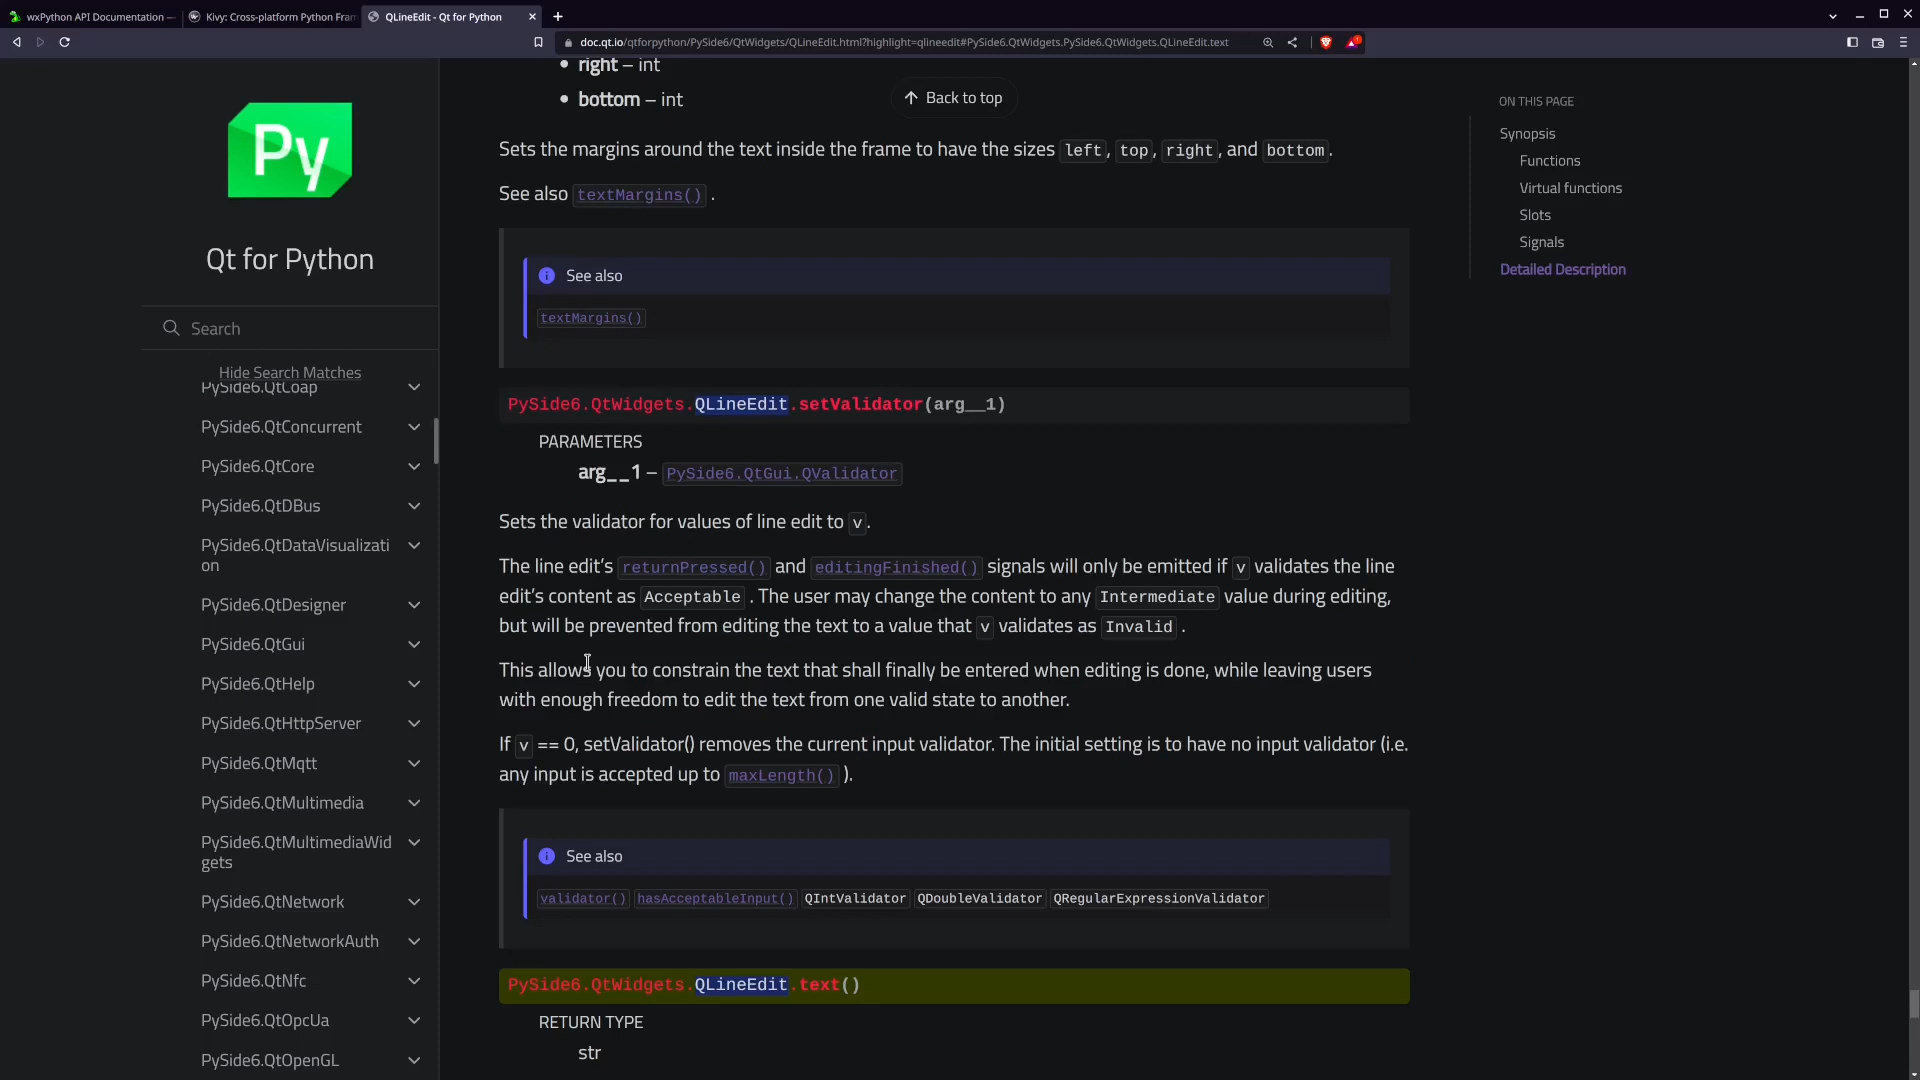 wxPython API Documentation —
Kivy: Cross-platform Python Fram
QLineEdit - Qt for Python
doc.qt.io/qtforpython/PySide6/QtWidgets/QLineEdit.html?highlight=qlineedit#PySide6.QtWidgets.PySide6.QtWidgets.QLineEdit.text
Py
Qt for Python
Search
Hide Search Matches
PySide6.QtCoap
PySide6.QtConcurrent
PySide6.QtCore
PySide6.QtDBus
PySide6.QtDataVisualizati
on
PySide6.QtDesigner
PySide6.QtGui
PySide6.QtHelp
PySide6.QtHttpServer
PySide6.QtMqtt
PySide6.QtMultimedia
PySide6.QtMultimediaWid
gets
PySide6.QtNetwork
PySide6.QtNetworkAuth
PySide6.QtNfc
PySide6.QtOpcUa
PySide6.QtOpenGL
right – int
bottom – int
Back to top
Sets the margins around the text inside the frame to have the sizes left, top, right, and bottom.
See also textMargins() .
See also
textMargins()
PySide6.QtWidgets.QLineEdit.setValidator(arg__1)
PARAMETERS
arg__1 – PySide6.QtGui.QValidator
Sets the validator for values of line edit to v.
The line edit’s returnPressed() and editingFinished() signals will only be emitted if v validates the line
edit’s content as Acceptable . The user may change the content to any Intermediate value during editing,
but will be prevented from editing the text to a value that v validates as Invalid .
This allows you to constrain the text that shall finally be entered when editing is done, while leaving users
with enough freedom to edit the text from one valid state to another.
If v == 0, setValidator() removes the current input validator. The initial setting is to have no input validator (i.e.
any input is accepted up to maxLength() ).
See also
validator() hasAcceptableInput() QIntValidator QDoubleValidator QRegularExpressionValidator
PySide6.QtWidgets.QLineEdit.text()
RETURN TYPE
str
ON THIS PAGE
Synopsis
Functions
Virtual functions
Slots
Signals
Detailed Description